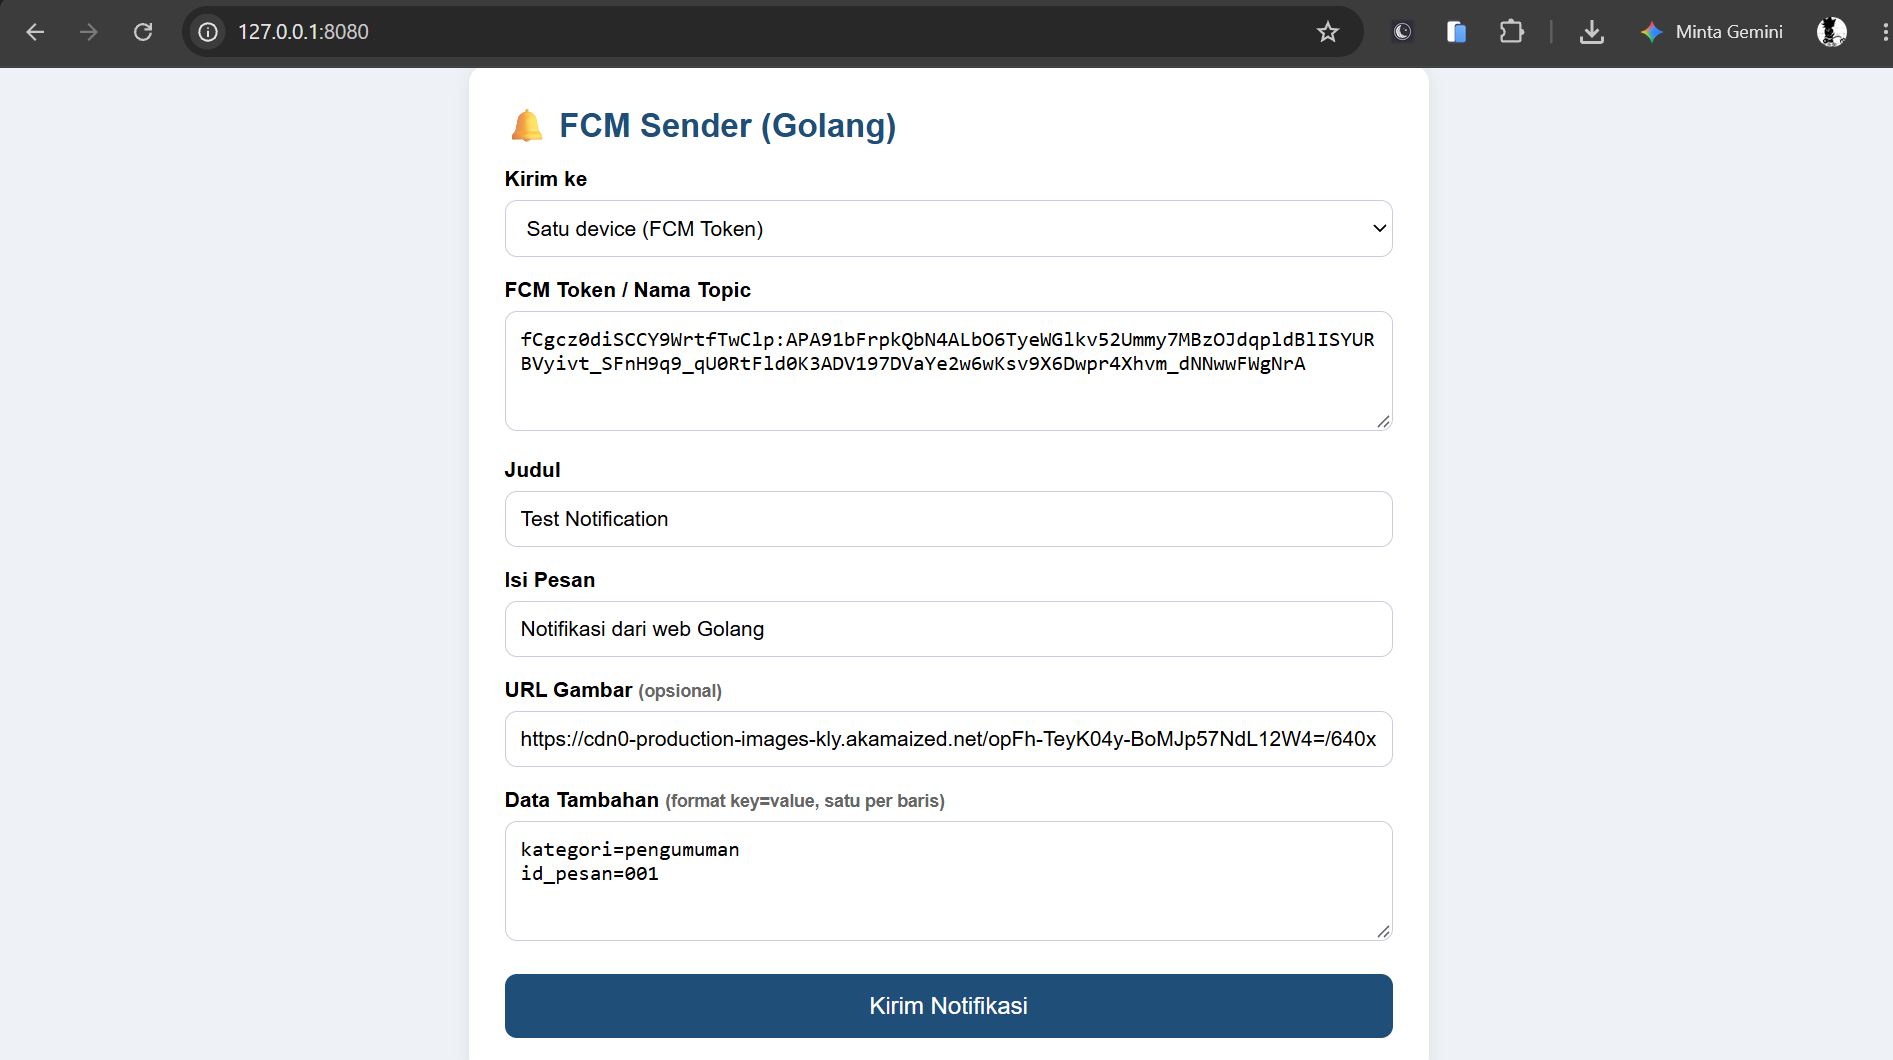 127.0.0.1:8080
Minta Gemini
FCM Sender (Golang)
Kirim ke
Satu device (FCM Token)
FCM Token / Nama Topic
fCgcz0diSCCY9WrtfTwClp:APA91bFrpkQbN4ALbO6TyeWGlkv52Ummy7MBzOJdqpldBlISYUR
BVyivt_SFnH9q9_qU0RtFld0K3ADV197DVaYe2w6wKsv9X6Dwpr4Xhvm_dNNwwFWgNrA
Judul
Test Notification
Isi Pesan
Notifikasi dari web Golang
URL Gambar (opsional)
https://cdn0-production-images-kly.akamaized.net/opFh-TeyK04y-BoMJp57NdL12W4=/640x
Data Tambahan (format key=value, satu per baris)
kategori=pengumuman
id_pesan=001
Kirim Notifikasi